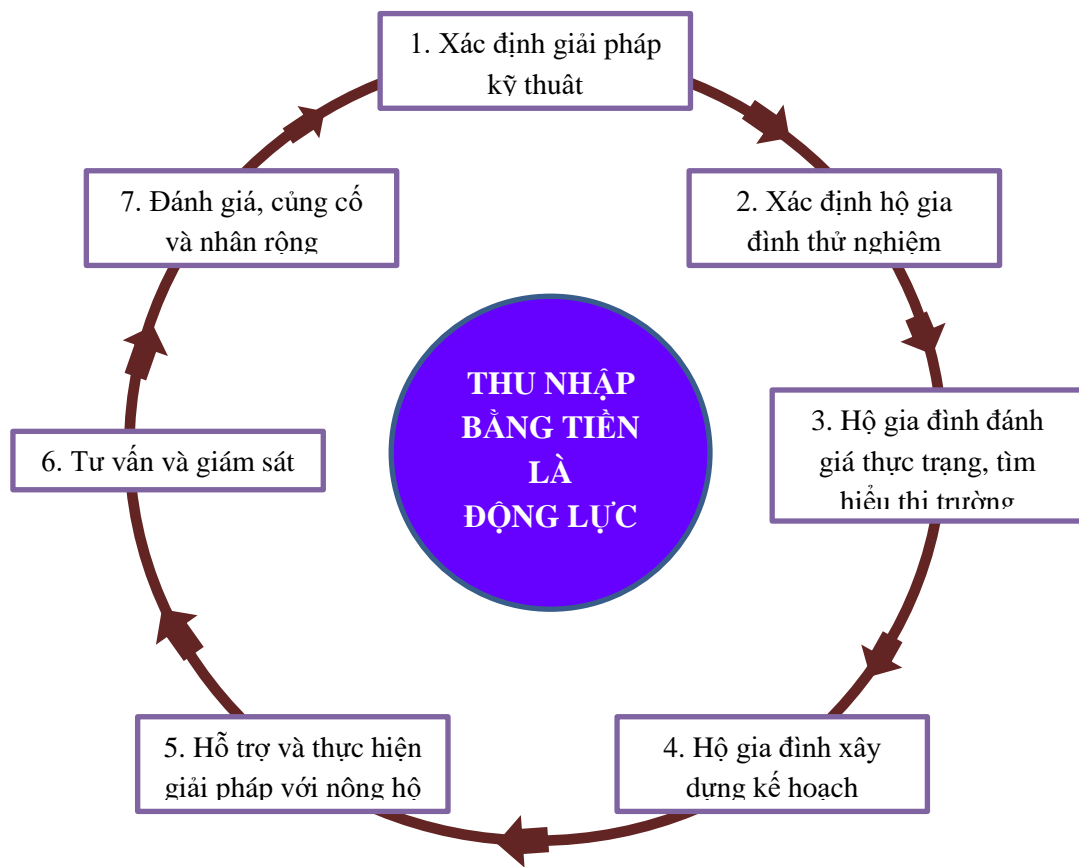 1. Xác định giải pháp
kỹ thuật
2. Xác định hộ gia
đình thử nghiệm
3. Hộ gia đình đánh
giá thực trạng, tìm
hiểu thị trường
4. Hộ gia đình xây
dựng kế hoạch
5. Hỗ trợ và thực hiện
giải pháp với nông hộ
6. Tư vấn và giám sát
7. Đánh giá, củng cố
và nhân rộng
THU NHẬP
BẰNG TIỀN
LÀ
ĐỘNG LỰC